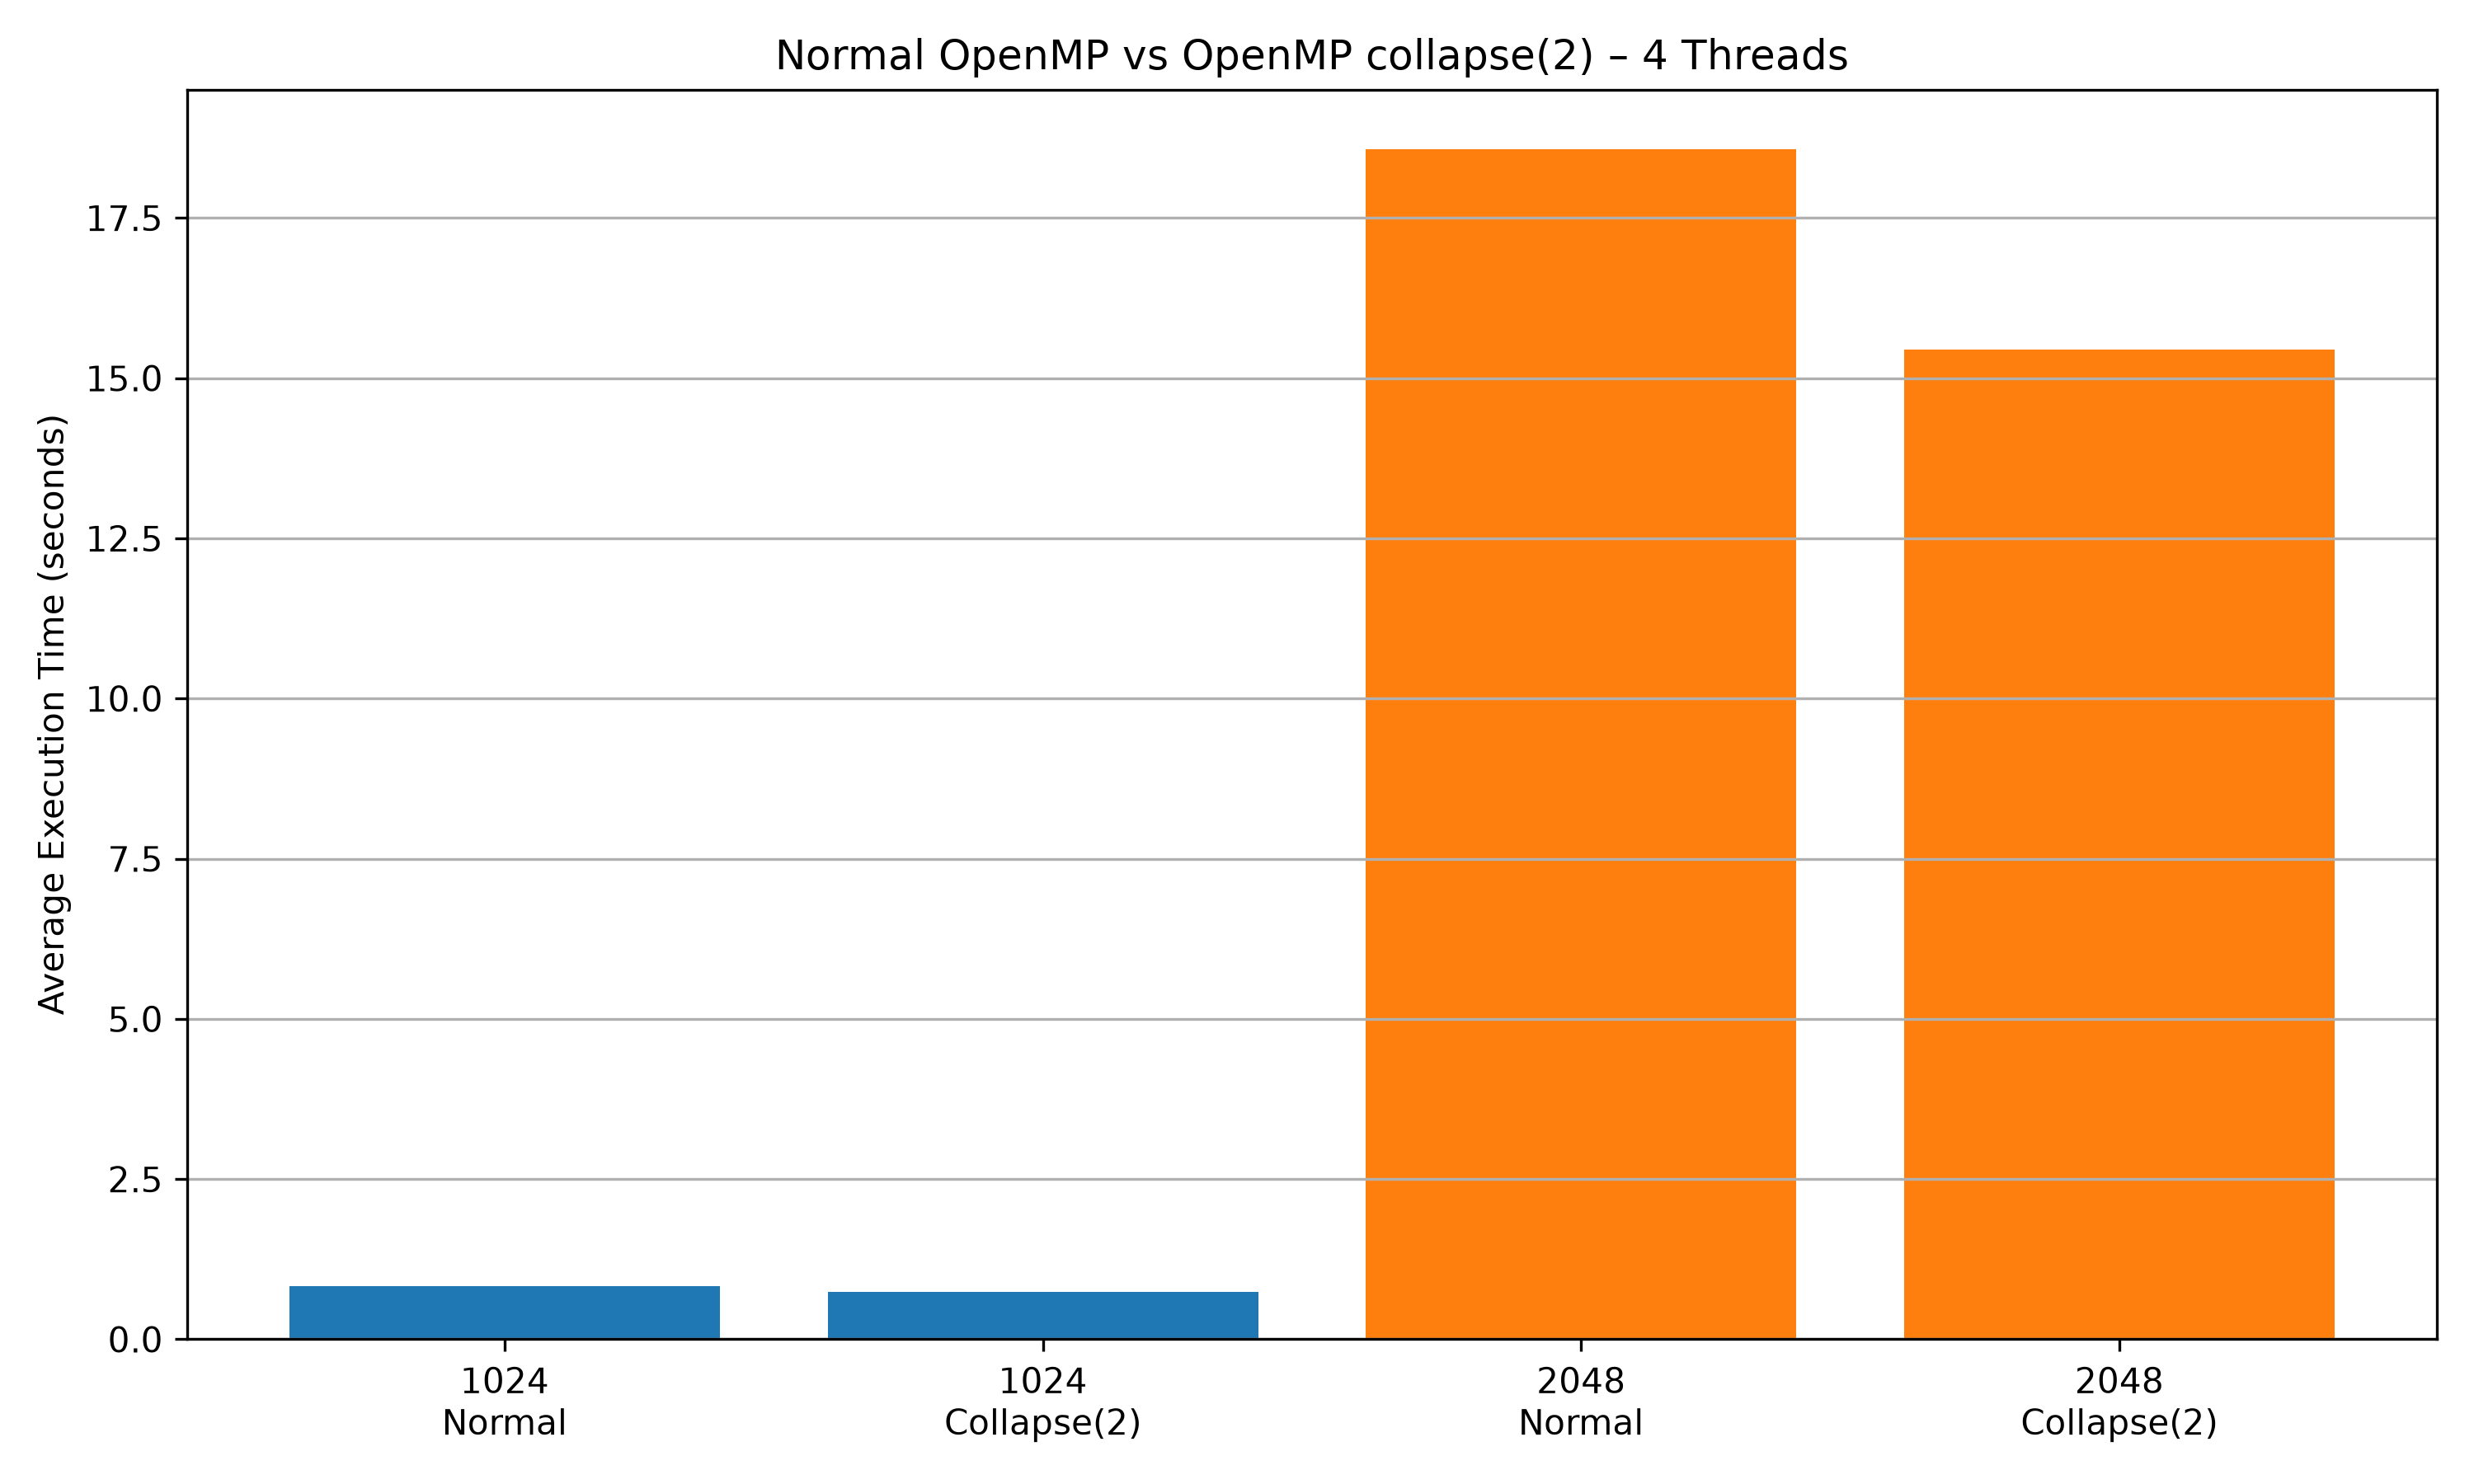 Normal OpenMP vs OpenMP collapse(2) – 4 Threads
Average Execution Time (seconds)
17.5
15.0
12.5
10.0
7.5
5.0
2.5
0.0
1024
Normal
1024
Collapse(2)
2048
Normal
2048
Collapse(2)